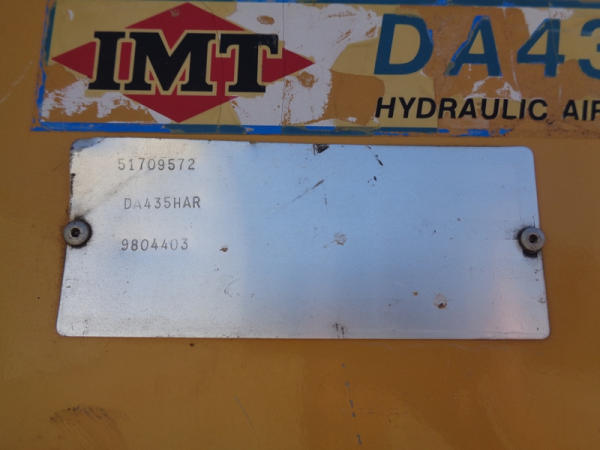 IMT
DA43
HYDRAULIC AIR
51709572
DA435HAR
9804403